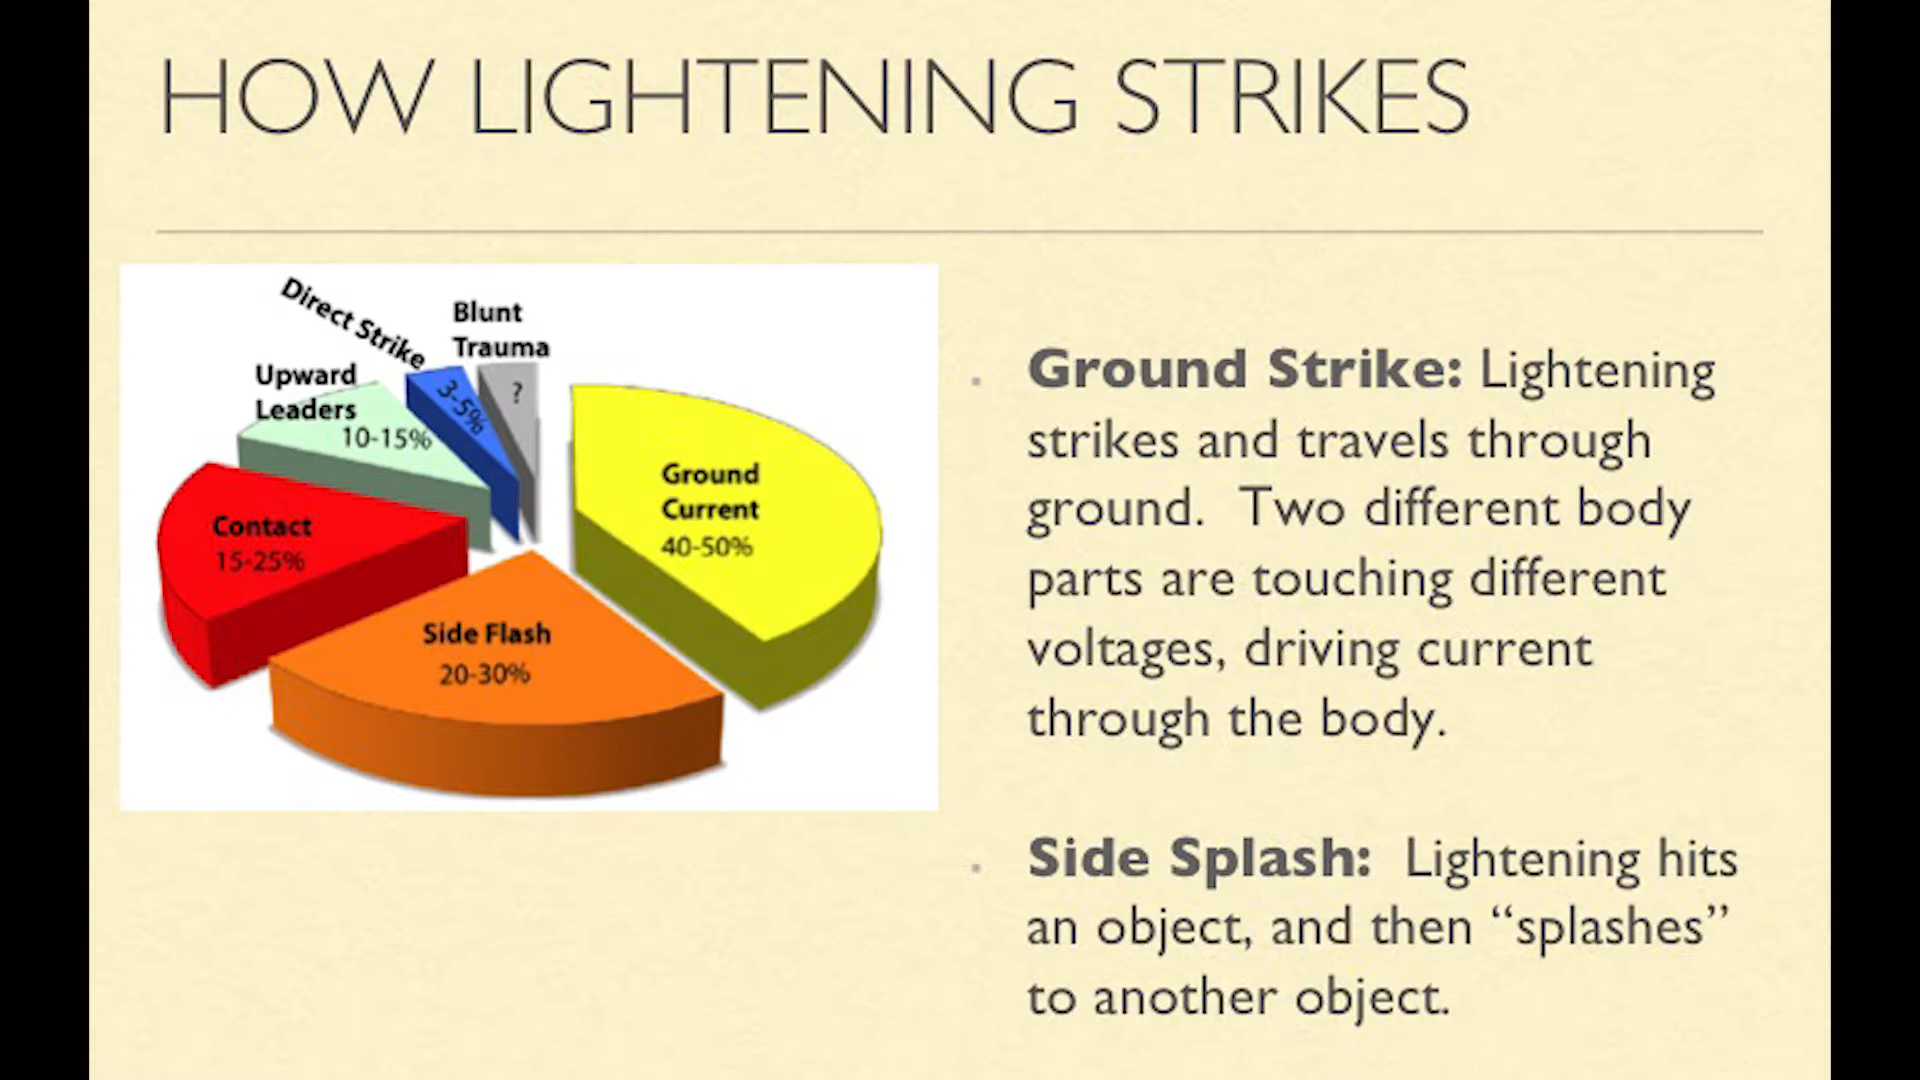 HOW LIGHTENING STRIKES
Direct Strike
3-5%
Blunt
Trauma
?
Upward
Leaders
10-15%
Ground
Current
40-50%
Contact
15-25%
Side Flash
20-30%
Ground Strike: Lightening
strikes and travels through
ground. Two different body
parts are touching different
voltages, driving current
through the body.
Side Splash: Lightening hits
an object, and then “splashes”
to another object.